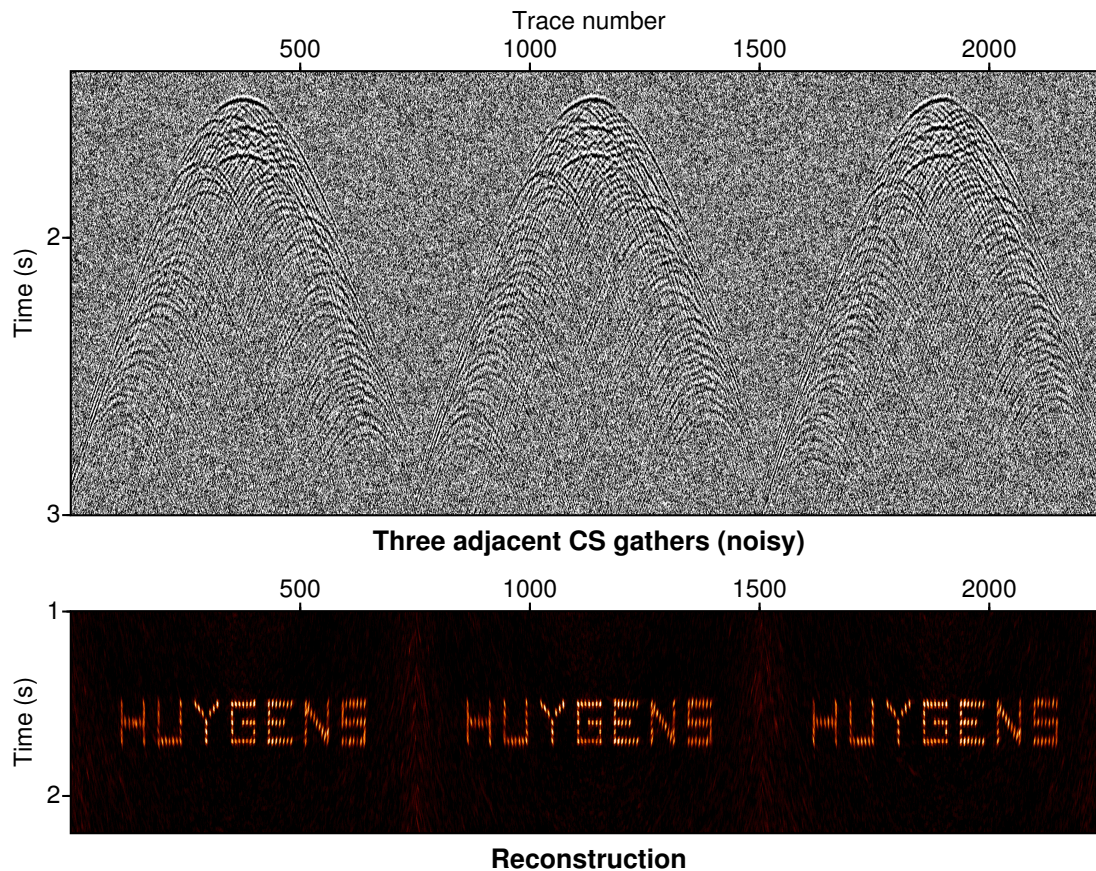 Trace number
500 1000 1500 2000
Time (s)
2
3
Three adjacent CS gathers (noisy)
500 1000 1500 2000
1
Time (s)
HUYGENS HUYGENS HUYGENS
2
Reconstruction